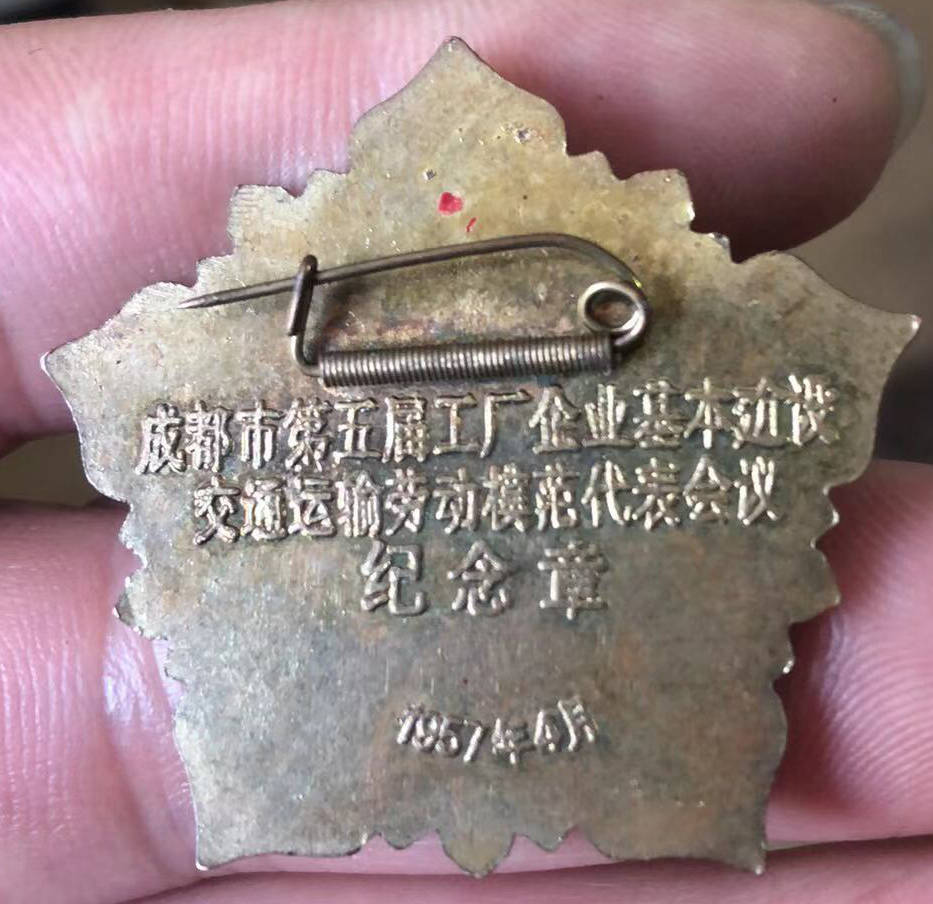 成都市第五届工厂企业基本建设
交通运输劳动模范代表会议
纪念章
1957年4月